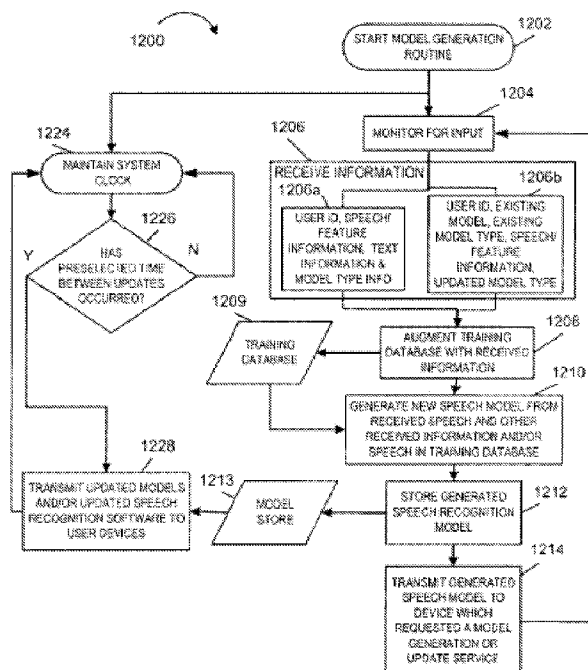 1200
1202
START MODEL GENERATION
ROUTINE
1204
MONITOR FOR INPUT
1206
RECEIVE INFORMATION
1206a
USER ID, SPEECH/
FEATURE
INFORMATION, TEXT
INFORMATION &
MODEL TYPE INFO
1206b
USER ID, EXISTING
MODEL, EXISTING
MODEL TYPE, SPEECH/
FEATURE
INFORMATION,
UPDATED MODEL TYPE
1224
MAINTAIN SYSTEM
CLOCK
1226
Y
N
HAS
PRESELECTED TIME
BETWEEN UPDATES
OCCURRED?
1209
TRAINING
DATABASE
1208
AUGMENT TRAINING
DATABASE WITH RECEIVED
INFORMATION
1210
GENERATE NEW SPEECH MODEL FROM
RECEIVED SPEECH AND OTHER
RECEIVED INFORMATION AND/OR
SPEECH IN TRAINING DATABASE
1228
TRANSMIT UPDATED MODELS
AND/OR UPDATED SPEECH
RECOGNITION SOFTWARE TO
USER DEVICES
1213
MODEL
STORE
1212
STORE GENERATED
SPEECH RECOGNITION
MODEL
1214
TRANSMIT GENERATED
SPEECH MODEL TO
DEVICE WHICH
REQUESTED A MODEL
GENERATION OR
UPDATE SERVICE